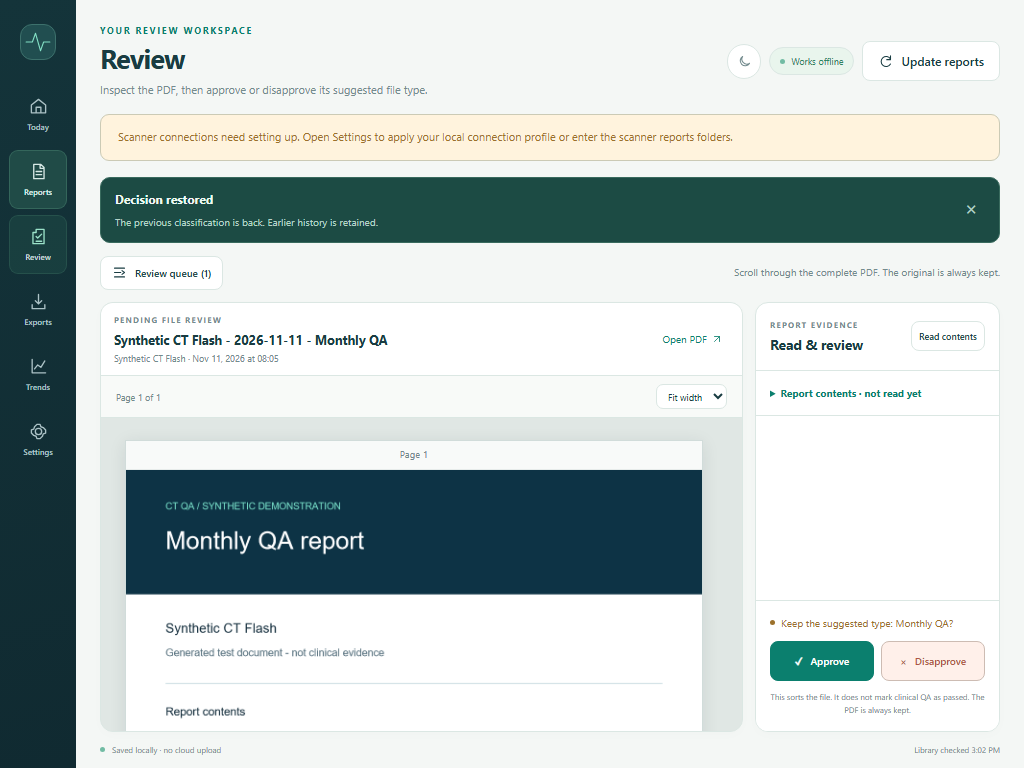 YOUR REVIEW WORKSPACE
Review
Inspect the PDF, then approve or disapprove its suggested file type.
Works offline
Update reports
Today
Reports
Review
Exports
Trends
Settings
Scanner connections need setting up. Open Settings to apply your local connection profile or enter the scanner reports folders.
Decision restored
The previous classification is back. Earlier history is retained.
Review queue (1)
Scroll through the complete PDF. The original is always kept.
PENDING FILE REVIEW
Synthetic CT Flash - 2026-11-11 - Monthly QA
Synthetic CT Flash · Nov 11, 2026 at 08:05
Open PDF
Page 1 of 1
Fit width
Page 1
CT QA / SYNTHETIC DEMONSTRATION
Monthly QA report
Synthetic CT Flash
Generated test document - not clinical evidence
Report contents
REPORT EVIDENCE
Read & review
Read contents
Report contents · not read yet
Keep the suggested type: Monthly QA?
Approve
Disapprove
This sorts the file. It does not mark clinical QA as passed. The
PDF is always kept.
Saved locally · no cloud upload
Library checked 3:02 PM